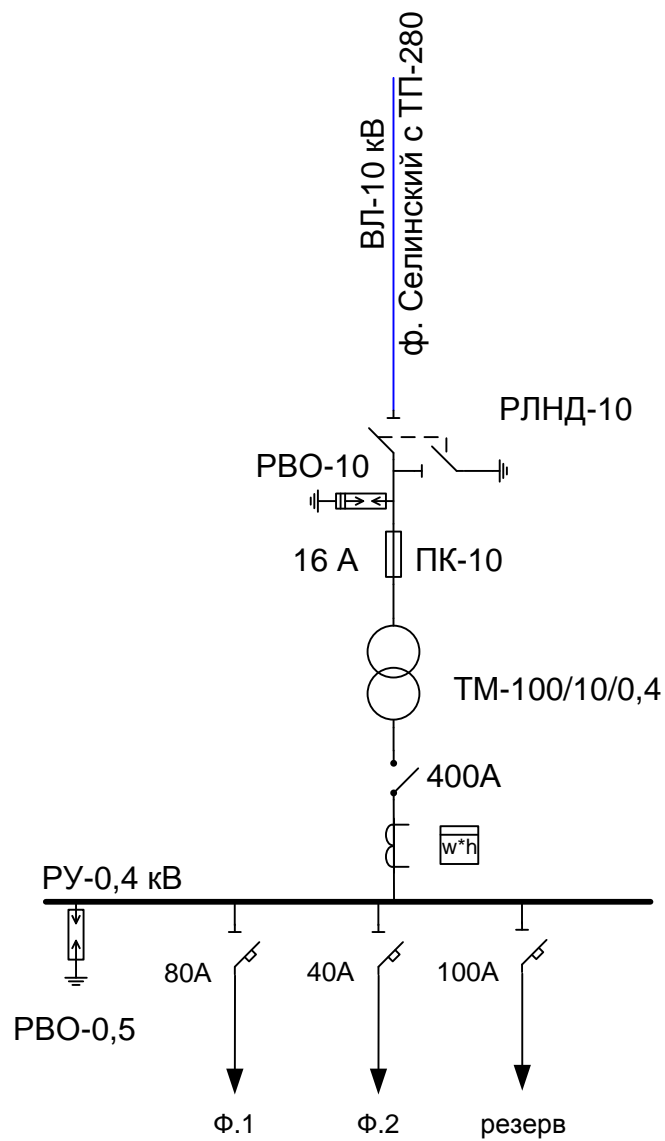 ВЛ-10 кВ
ф. Селинский с ТП-280
РЛНД-10
РВО-10
16 А
ПК-10
ТМ-100/10/0,4
400А
w*h
РУ-0,4 кВ
80А
40А
100А
РВО-0,5
Ф.1
Ф.2
резерв